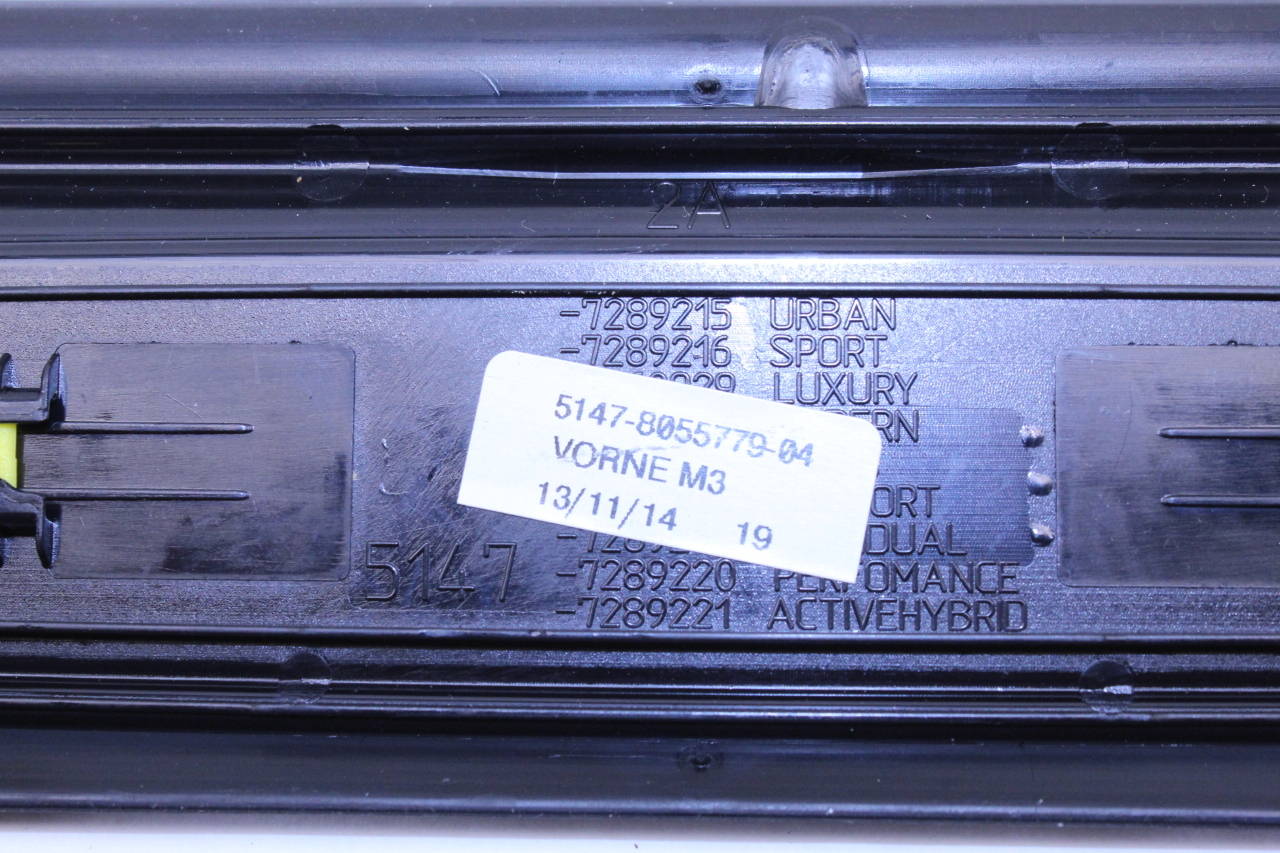 2A
-7289215 URBAN
-7289216 SPORT
LUXURY
5147-8055779-04
VORNE M3
13/11/14 19
5147
-7289220 PERFOMANCE
-7289221 ACTIVEHYBRID